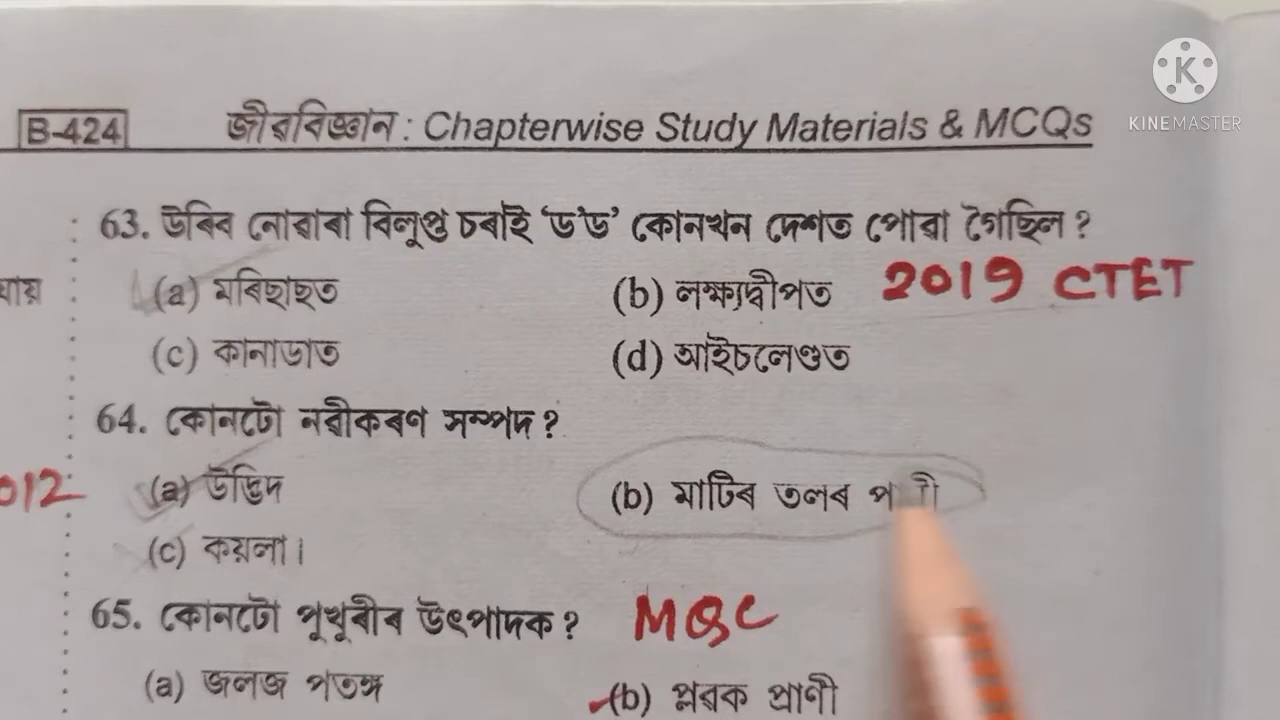 KINEMASTER
B-424 জীৱবিজ্ঞান : Chapterwise Study Materials & MCQs
63. উৰিব নোৱাৰা বিলুপ্ত চৰাই ‘ড'ড’ কোনখন দেশত পোৱা গৈছিল ?
যায় (a) মৰিছাছত (b) লক্ষ্যদ্বীপত 2019 CTET
(c) কানাডাত (d) আইচলেণ্ডত
64. কোনটো নৱীকৰণ সম্পদ ?
012 (a) উদ্ভিদ (b) মাটিৰ তলৰ
(c) কয়লা।
65. কোনটো পুখুৰীৰ উৎপাদক ? MQC
(a) জলজ পতঙ্গ (b) প্লৱক প্ৰাণী